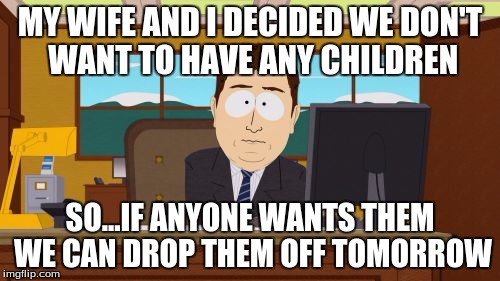 MY WIFE AND I DECIDED WE DON'T
WANT TO HAVE ANY CHILDREN
SO...IF ANYONE WANTS THEM
WE CAN DROP THEM OFF TOMORROW
imgflip.com